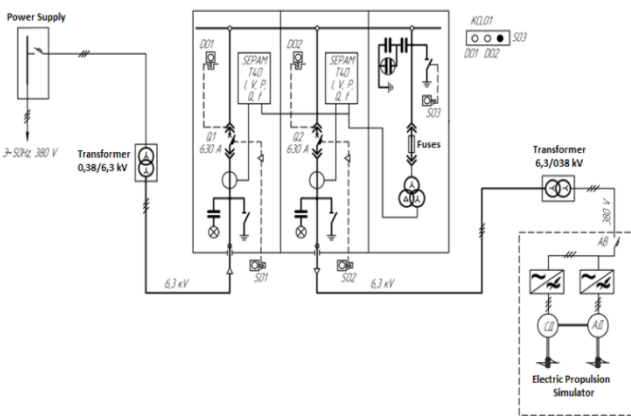 Power Supply
3~50Hz 380 V
Transformer
0,38/6,3 kV
6,3 kV
D01
SEPAM
T40
I, V, P,
Q, f
Q1
630 A
S01
D02
SEPAM
T40
I, V, P,
Q, f
Q2
630 A
S02
Fuses
S03
KCL01
S03
D01 D02
6,3 kV
Transformer
6,3/038 kV
380 V
AB
СД
АД
Electric Propulsion
Simulator